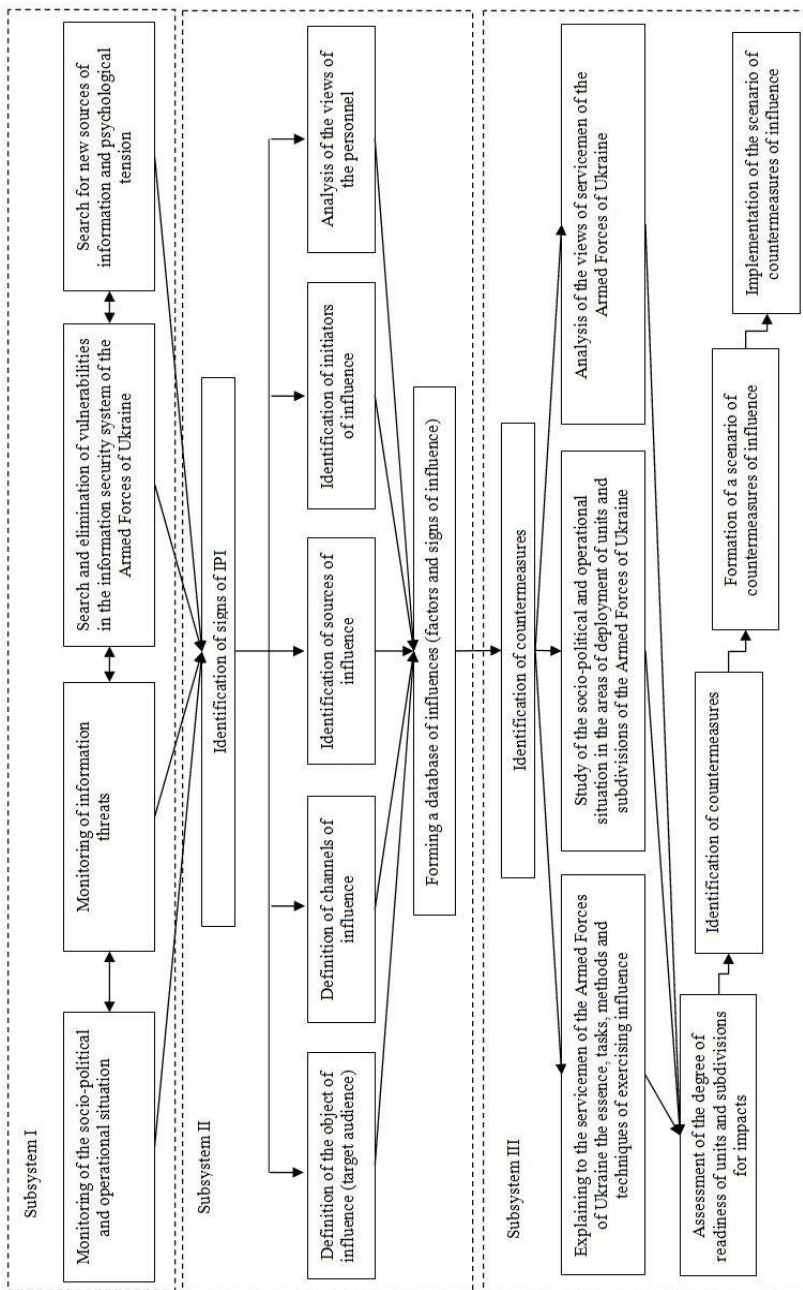 Subsystem I
Monitoring of the socio-political
and operational situation
Monitoring of information
threats
Search and elimination of vulnerabilities
in the information security system of the
Armed Forces of Ukraine
Search for new sources of
information and psychological
tension
Subsystem II
Identification of signs of IPI
Definition of the object of
influence (target audience)
Definition of channels of
influence
Identification of sources of
influence
Identification of initiators
of influence
Analysis of the views of
the personnel
Forming a database of influences (factors and signs of influence)
Subsystem III
Identification of countermeasures
Explaining to the servicemen of the Armed Forces
of Ukraine the essence, tasks, methods and
techniques of exercising influence
Study of the socio-political and operational
situation in the areas of deployment of units and
subdivisions of the Armed Forces of Ukraine
Analysis of the views of servicemen of the
Armed Forces of Ukraine
Assessment of the degree of
readiness of units and subdivisions
for impacts
Identification of countermeasures
Formation of a scenario of
countermeasures of influence
Implementation of the scenario of
countermeasures of influence